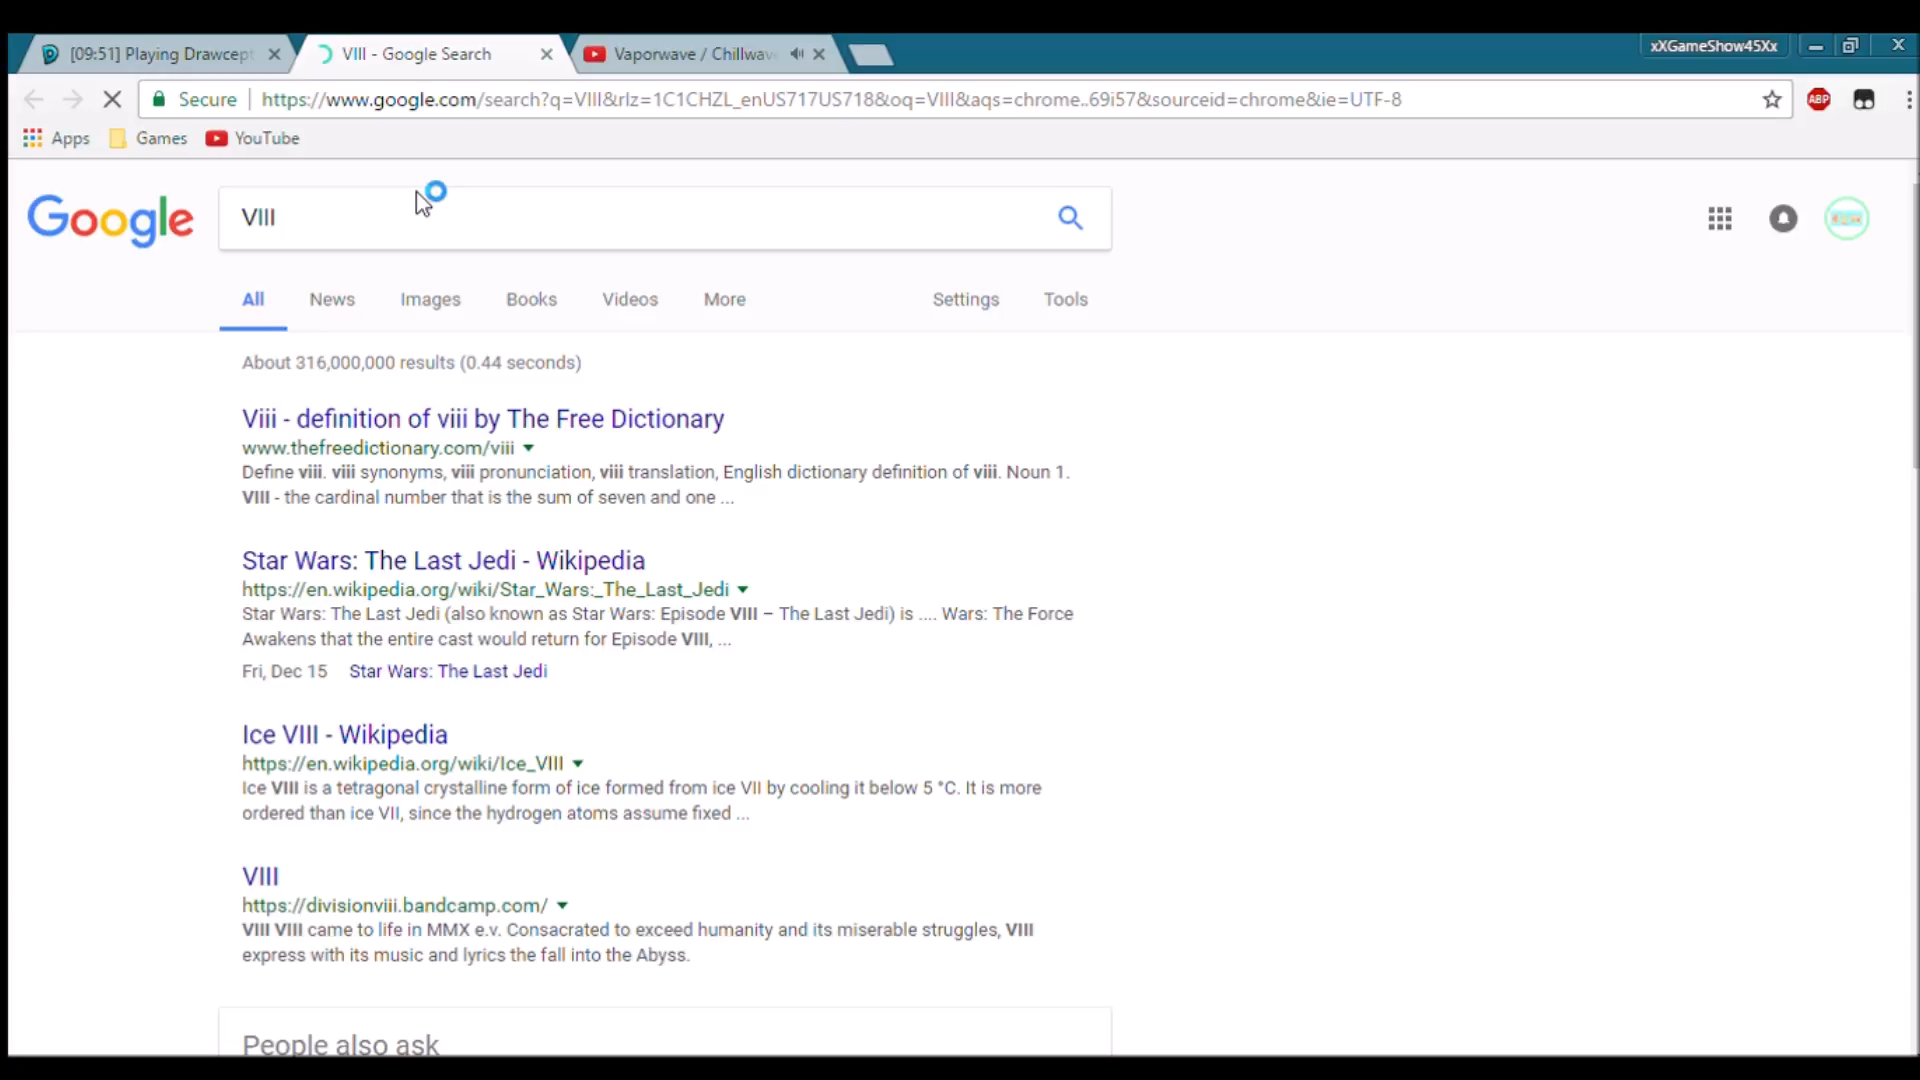 [09:51] Playing Drawcept
VIII - Google Search
Vaporwave / Chillwav
xXGameShow45Xx
Secure
https://www.google.com/search?q=VIII&rlz=1C1CHZL_enUS717US718&oq=VIII&aqs=chrome..69i57&sourceid=chrome&ie=UTF-8
ABP
Apps
Games
YouTube
Google
VIII
All
News
Images
Books
Videos
More
Settings
Tools
About 316,000,000 results (0.44 seconds)
Viii - definition of viii by The Free Dictionary
www.thefreedictionary.com/viii
Define viii. viii synonyms, viii pronunciation, viii translation, English dictionary definition of viii. Noun 1.
VIII - the cardinal number that is the sum of seven and one ...
Star Wars: The Last Jedi - Wikipedia
https://en.wikipedia.org/wiki/Star_Wars:_The_Last_Jedi
Star Wars: The Last Jedi (also known as Star Wars: Episode VIII – The Last Jedi) is .... Wars: The Force
Awakens that the entire cast would return for Episode VIII, ...
Fri, Dec 15 Star Wars: The Last Jedi
Ice VIII - Wikipedia
https://en.wikipedia.org/wiki/Ice_VIII
Ice VIII is a tetragonal crystalline form of ice formed from ice VII by cooling it below 5 °C. It is more
ordered than ice VII, since the hydrogen atoms assume fixed ...
VIII
https://divisionviii.bandcamp.com/
VIII VIII came to life in MMX e.v. Consacrated to exceed humanity and its miserable struggles, VIII
express with its music and lyrics the fall into the Abyss.
People also ask